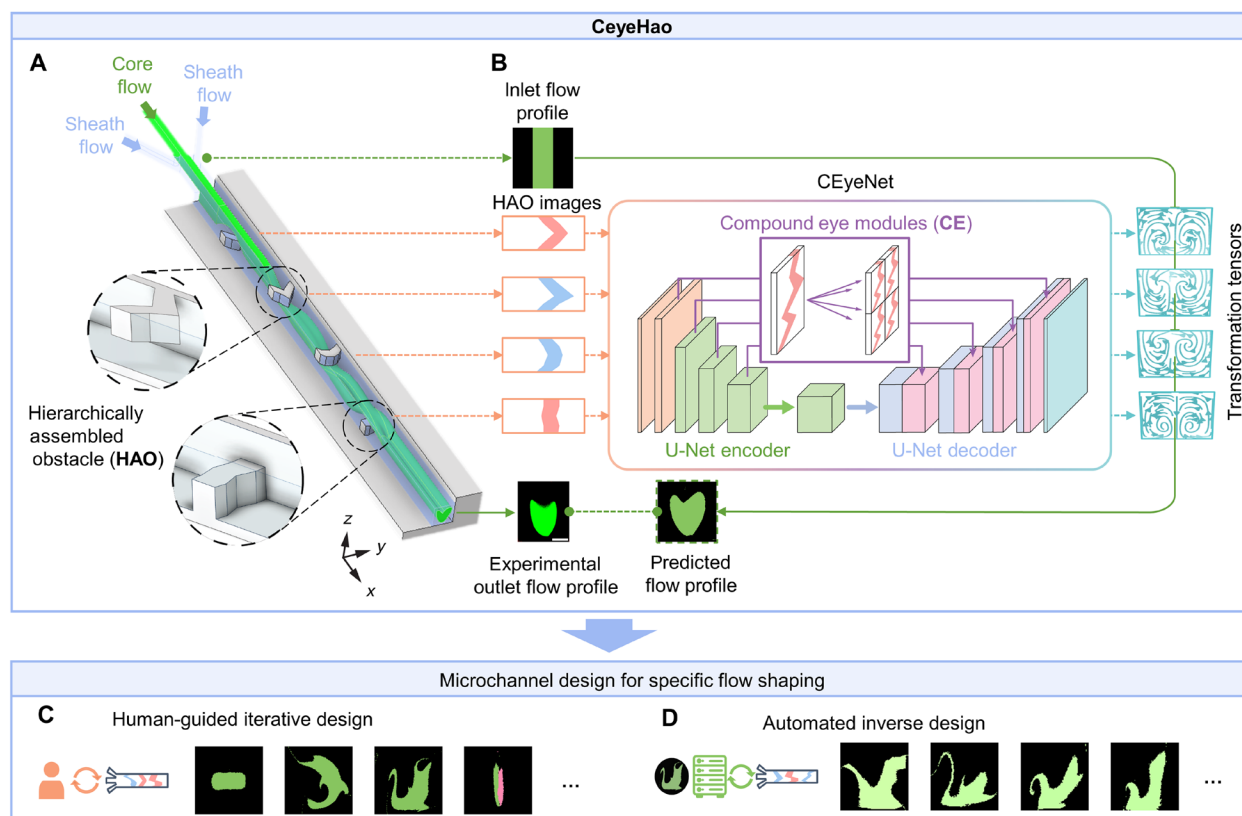 CeyeHao
A
B
Core
flow
Sheath
flow
Sheath
flow
Inlet flow
profile
HAO images
CEyeNet
Compound eye modules (CE)
U-Net encoder
U-Net decoder
Transformation tensors
Hierarchically
assembled
obstacle (HAO)
z
y
x
Experimental
outlet flow profile
Predicted
flow profile
Microchannel design for specific flow shaping
C
Human-guided iterative design
...
D
Automated inverse design
...